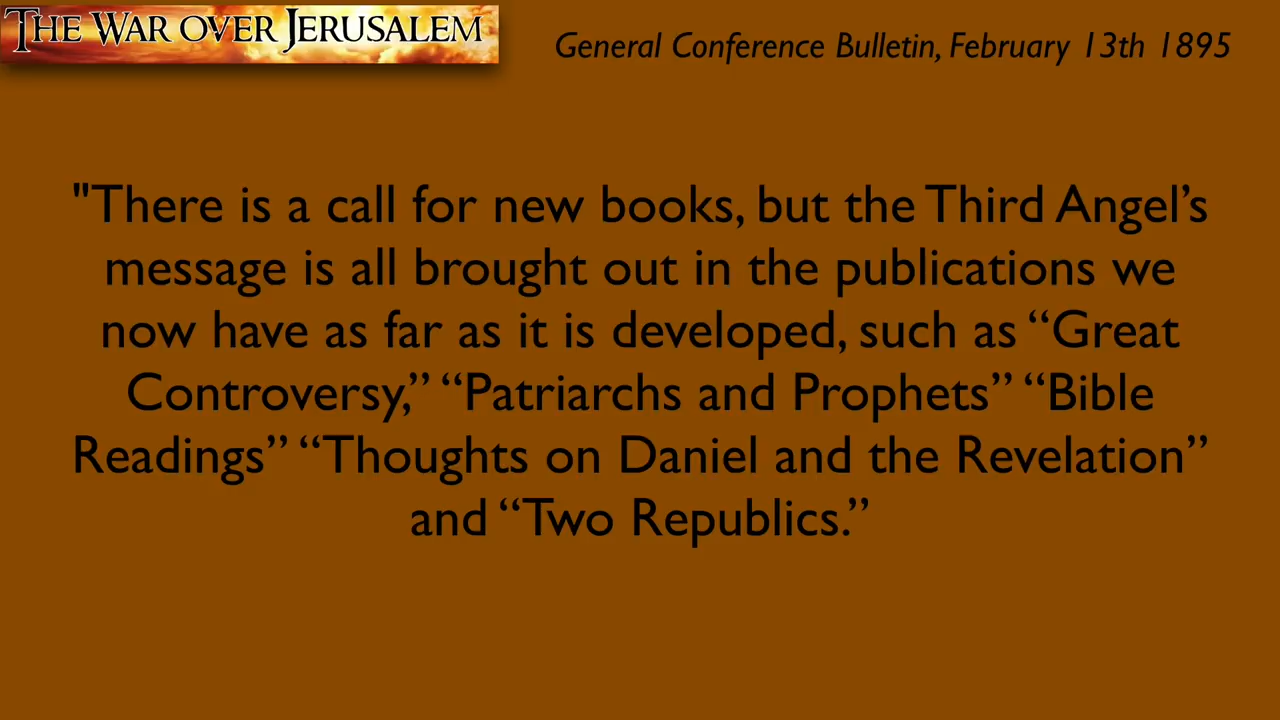 THE WAR OVER JERUSALEM
General Conference Bulletin, February 13th 1895
"There is a call for new books, but the Third Angel’s
message is all brought out in the publications we
now have as far as it is developed, such as “Great
Controversy,” “Patriarchs and Prophets” “Bible
Readings” “Thoughts on Daniel and the Revelation”
and “Two Republics.”